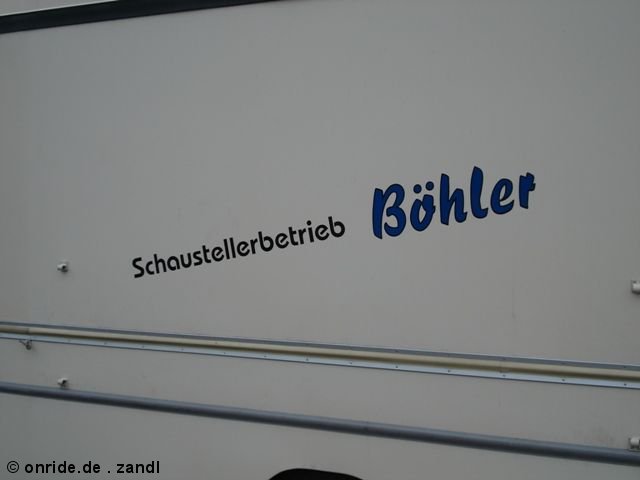 Schaustellerbetrieb Böhler
© onride.de . zandl